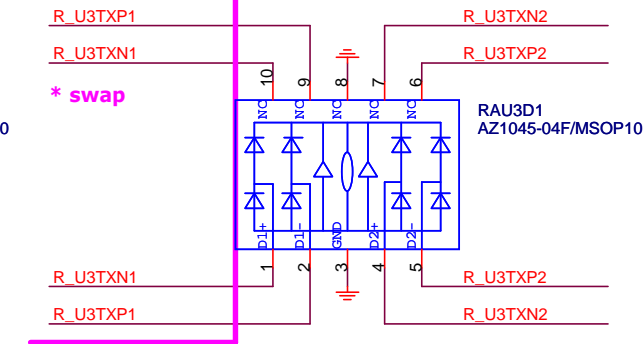 R_U3TXP1
R_U3TXN2
R_U3TXN1
R_U3TXP2
* swap
10
9
8
7
6
NC
NC
NC
NC
NC
RAU3D1
AZ1045-04F/MSOP10
0
D1+
D1-
GND
D2+
D2-
1
2
3
4
5
R_U3TXN1
R_U3TXP2
R_U3TXP1
R_U3TXN2